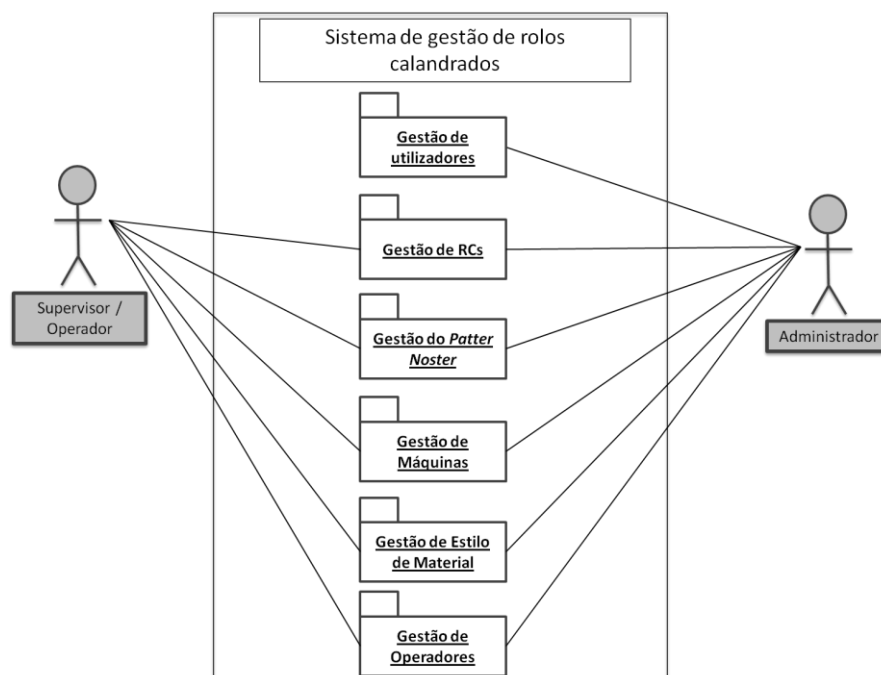 Sistema de gestão de rolos
calandrados
Gestão de
utilizadores
Gestão de RCs
Supervisor /
Operador
Gestão do Patter
Noster
Administrador
Gestão de
Máquinas
Gestão de Estilo
de Material
Gestão de
Operadores